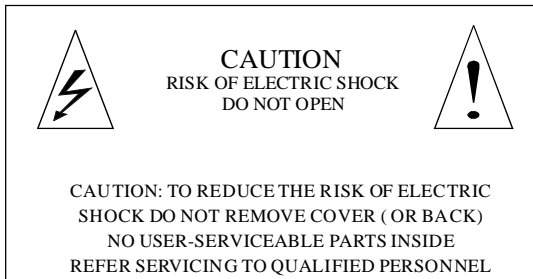 CAUTION
RISK OF ELECTRIC SHOCK
DO NOT OPEN
CAUTION: TO REDUCE THE RISK OF ELECTRIC
SHOCK DO NOT REMOVE COVER ( OR BACK)
NO USER-SERVICEABLE PARTS INSIDE
REFER SERVICING TO QUALIFIED PERSONNEL